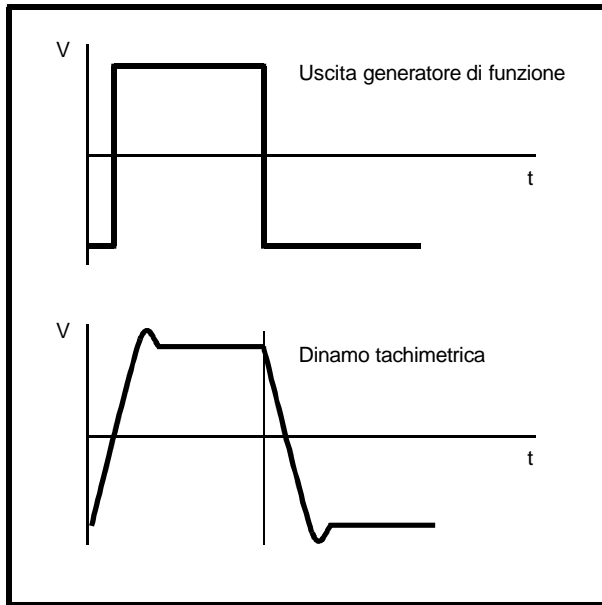 V
Uscita generatore di funzione
t
V
Dinamo tachimetrica
t